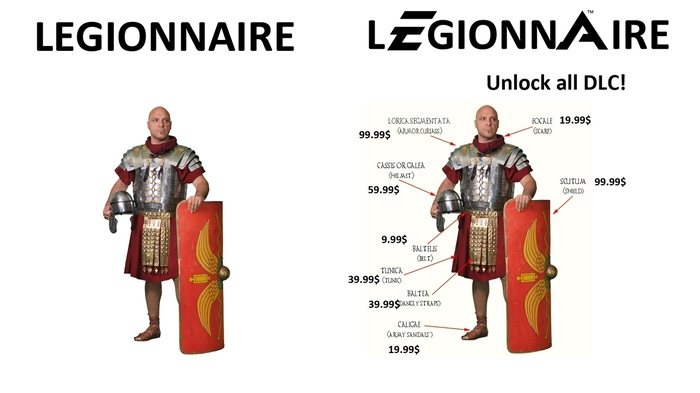 LEGIONNAIRE
LEGIONNAIRE™
Unlock all DLC!
LORICA SEGMENTATA
(ARMOR/CUIRASS)
99.99$
FOCALE 19.99$
(SCARF)
CASSIS OR GALEA
(HELMET)
59.99$
SCUTUM 99.99$
(SHIELD)
9.99$
BALTEUS
(BELT)
TUNICA
39.99$ (TUNIC)
BALTEA
39.99$ (DANGLY STRAPS)
CALIGAE
(ARMY SANDALS)
19.99$